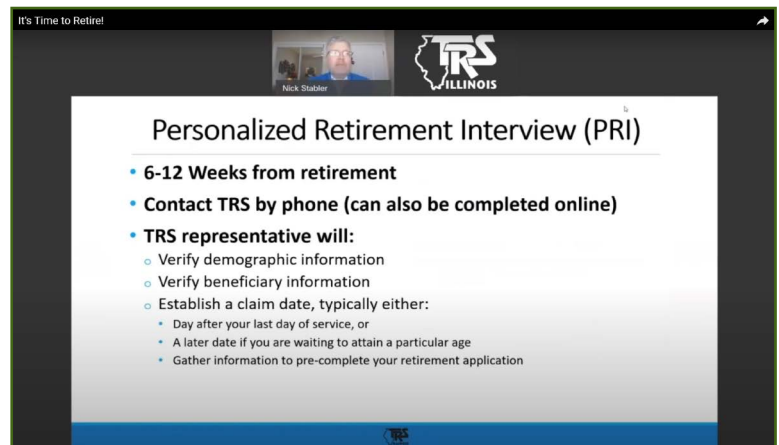 It's Time to Retire!
Nick Stabler
TRS
ILLINOIS
Personalized Retirement Interview (PRI)
• 6-12 Weeks from retirement
• Contact TRS by phone (can also be completed online)
• TRS representative will:
o Verify demographic information
o Verify beneficiary information
o Establish a claim date, typically either:
• Day after your last day of service, or
• A later date if you are waiting to attain a particular age
• Gather information to pre-complete your retirement application
TRS